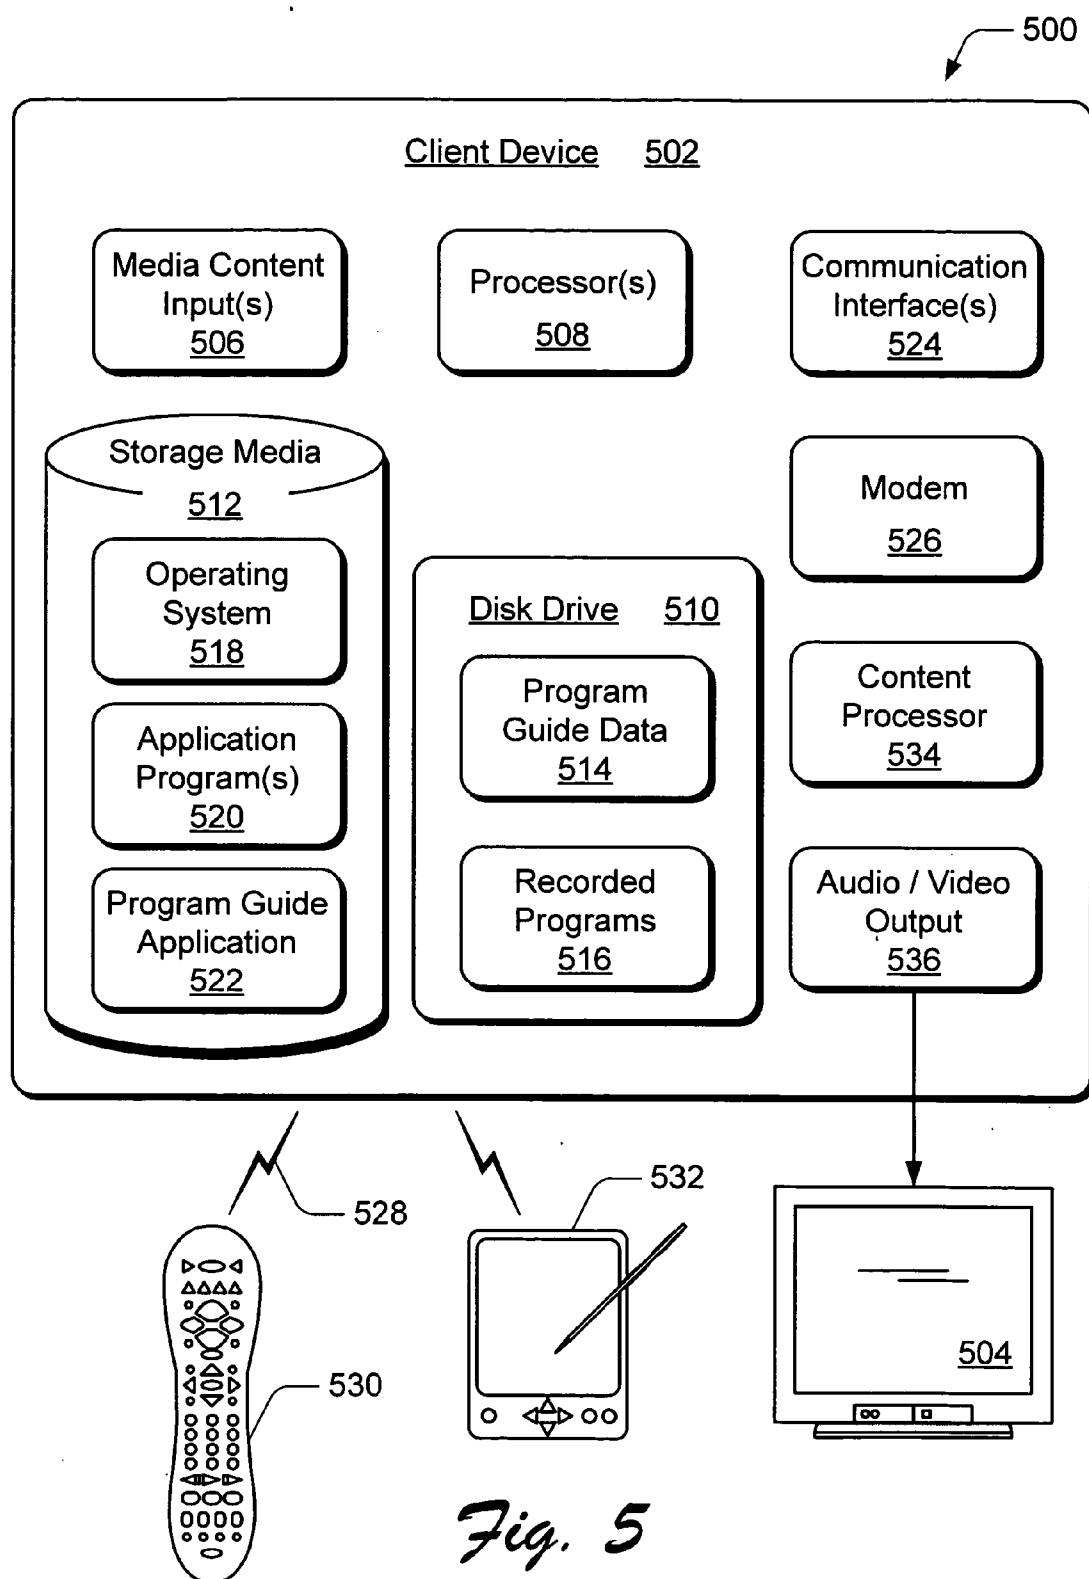 500
Client Device 502
Media Content
Input(s)
506
Processor(s)
508
Communication
Interface(s)
524
Storage Media
512
Operating
System
518
Application
Program(s)
520
Program Guide
Application
522
Disk Drive 510
Program
Guide Data
514
Recorded
Programs
516
Modem
526
Content
Processor
534
Audio / Video
Output
536
528
532
530
504
Fig. 5